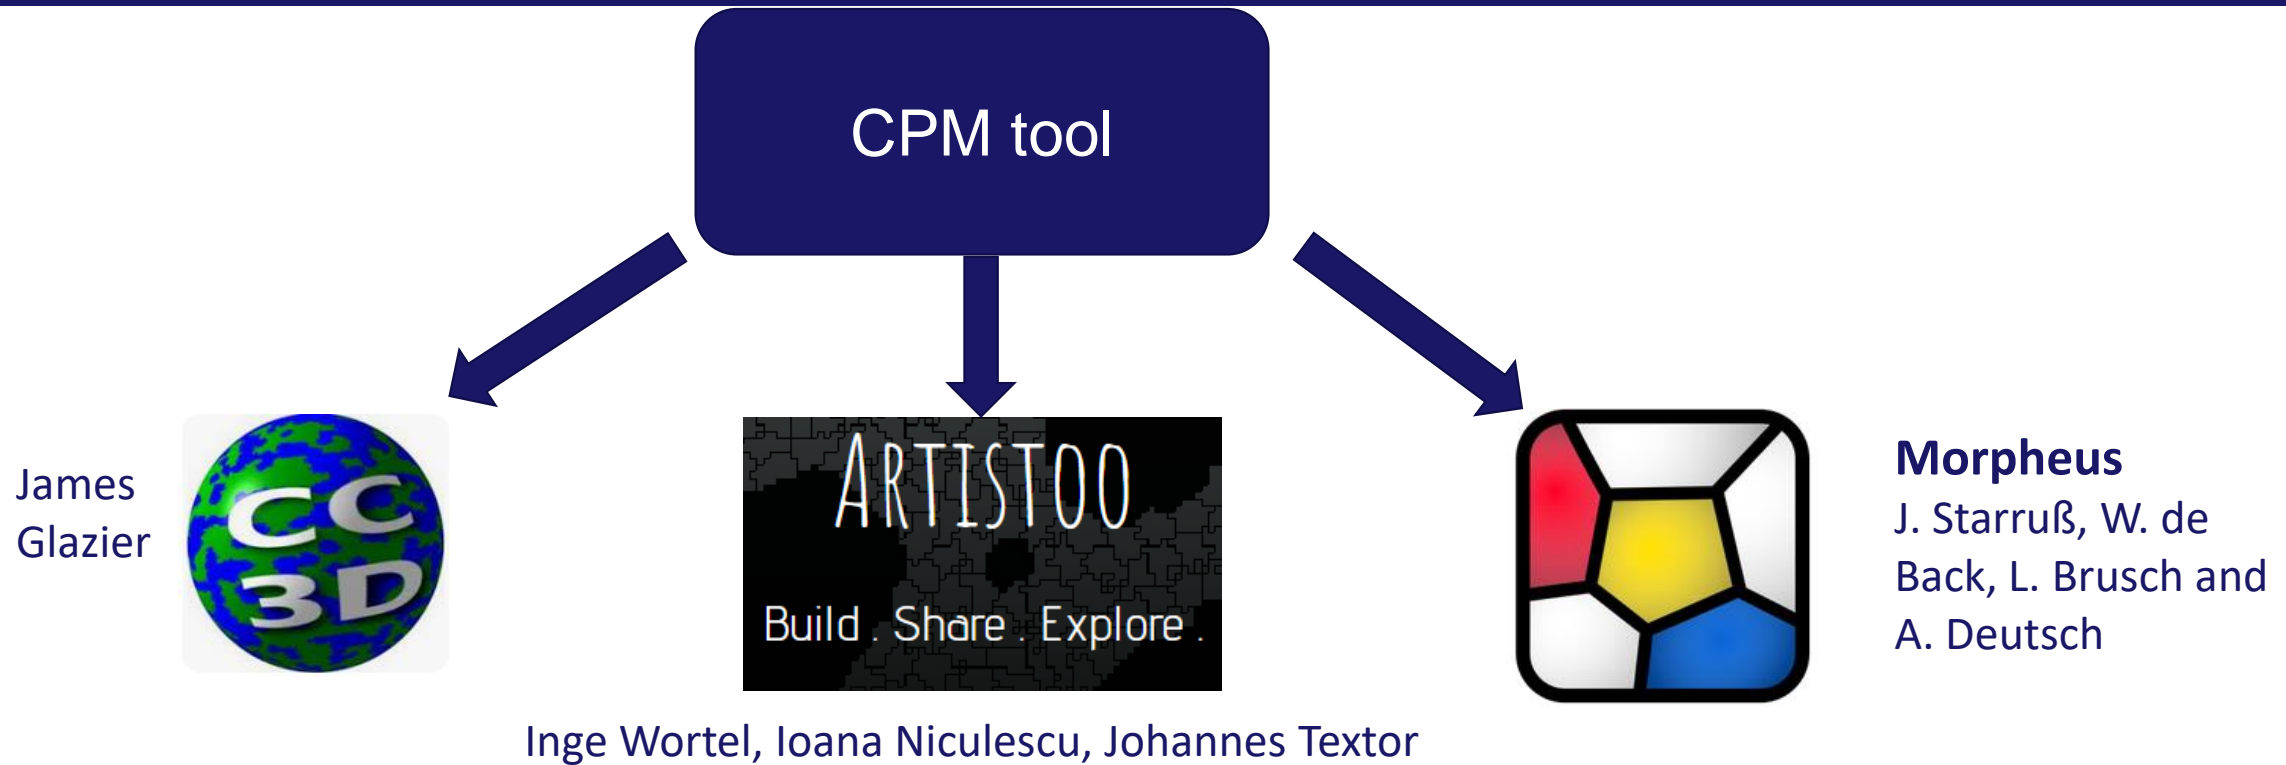 CPM tool
James
Glazier
CC
3D
ARTISTOO
Build . Share . Explore .
Morpheus
J. Starruß, W. de
Back, L. Brusch and
A. Deutsch
Inge Wortel, Ioana Niculescu, Johannes Textor